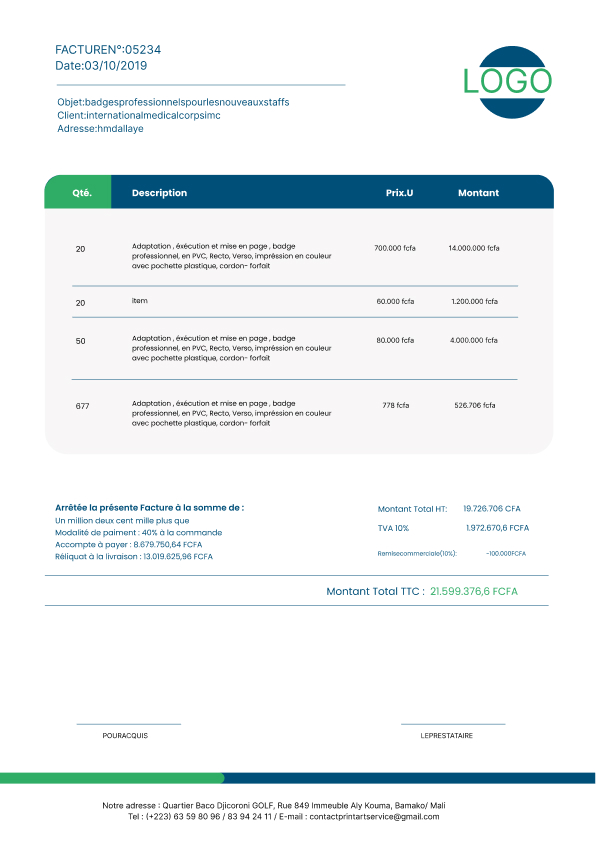 FACTUREN°:05234
Date:03/10/2019
LOGO
Objet:badgesprofessionnelspourlesnouveauxstaffs
Client:internationalmedicalcorpsimc
Adresse:hmdallaye
Qté. Description Prix.U Montant
20 Adaptation , éxécution et mise en page , badge 700.000 fcfa 14.000.000 fcfa
professionnel, en PVC, Recto, Verso, impréssion en couleur
avec pochette plastique, cordon- forfait
20 item 60.000 fcfa 1.200.000 fcfa
50 Adaptation , éxécution et mise en page , badge 80.000 fcfa 4.000.000 fcfa
professionnel, en PVC, Recto, Verso, impréssion en couleur
avec pochette plastique, cordon- forfait
677 Adaptation , éxécution et mise en page , badge 778 fcfa 526.706 fcfa
professionnel, en PVC, Recto, Verso, impréssion en couleur
avec pochette plastique, cordon- forfait
Arrêtée la présente Facture à la somme de :
Un million deux cent mille plus que
Modalité de paiment : 40% à la commande
Accompte à payer : 8.679.750,64 FCFA
Réliquat à la livraison : 13.019.625,96 FCFA
Montant Total HT: 19.726.706 CFA
TVA 10% 1.972.670,6 FCFA
Remisecommerciale(10%): -100.000FCFA
Montant Total TTC : 21.599.376,6 FCFA
POURACQUIS LEPRESTATAIRE
Notre adresse : Quartier Baco Djicoroni GOLF, Rue 849 Immeuble Aly Kouma, Bamako/ Mali
Tel : (+223) 63 59 80 96 / 83 94 24 11 / E-mail : contactprintartservice@gmail.com